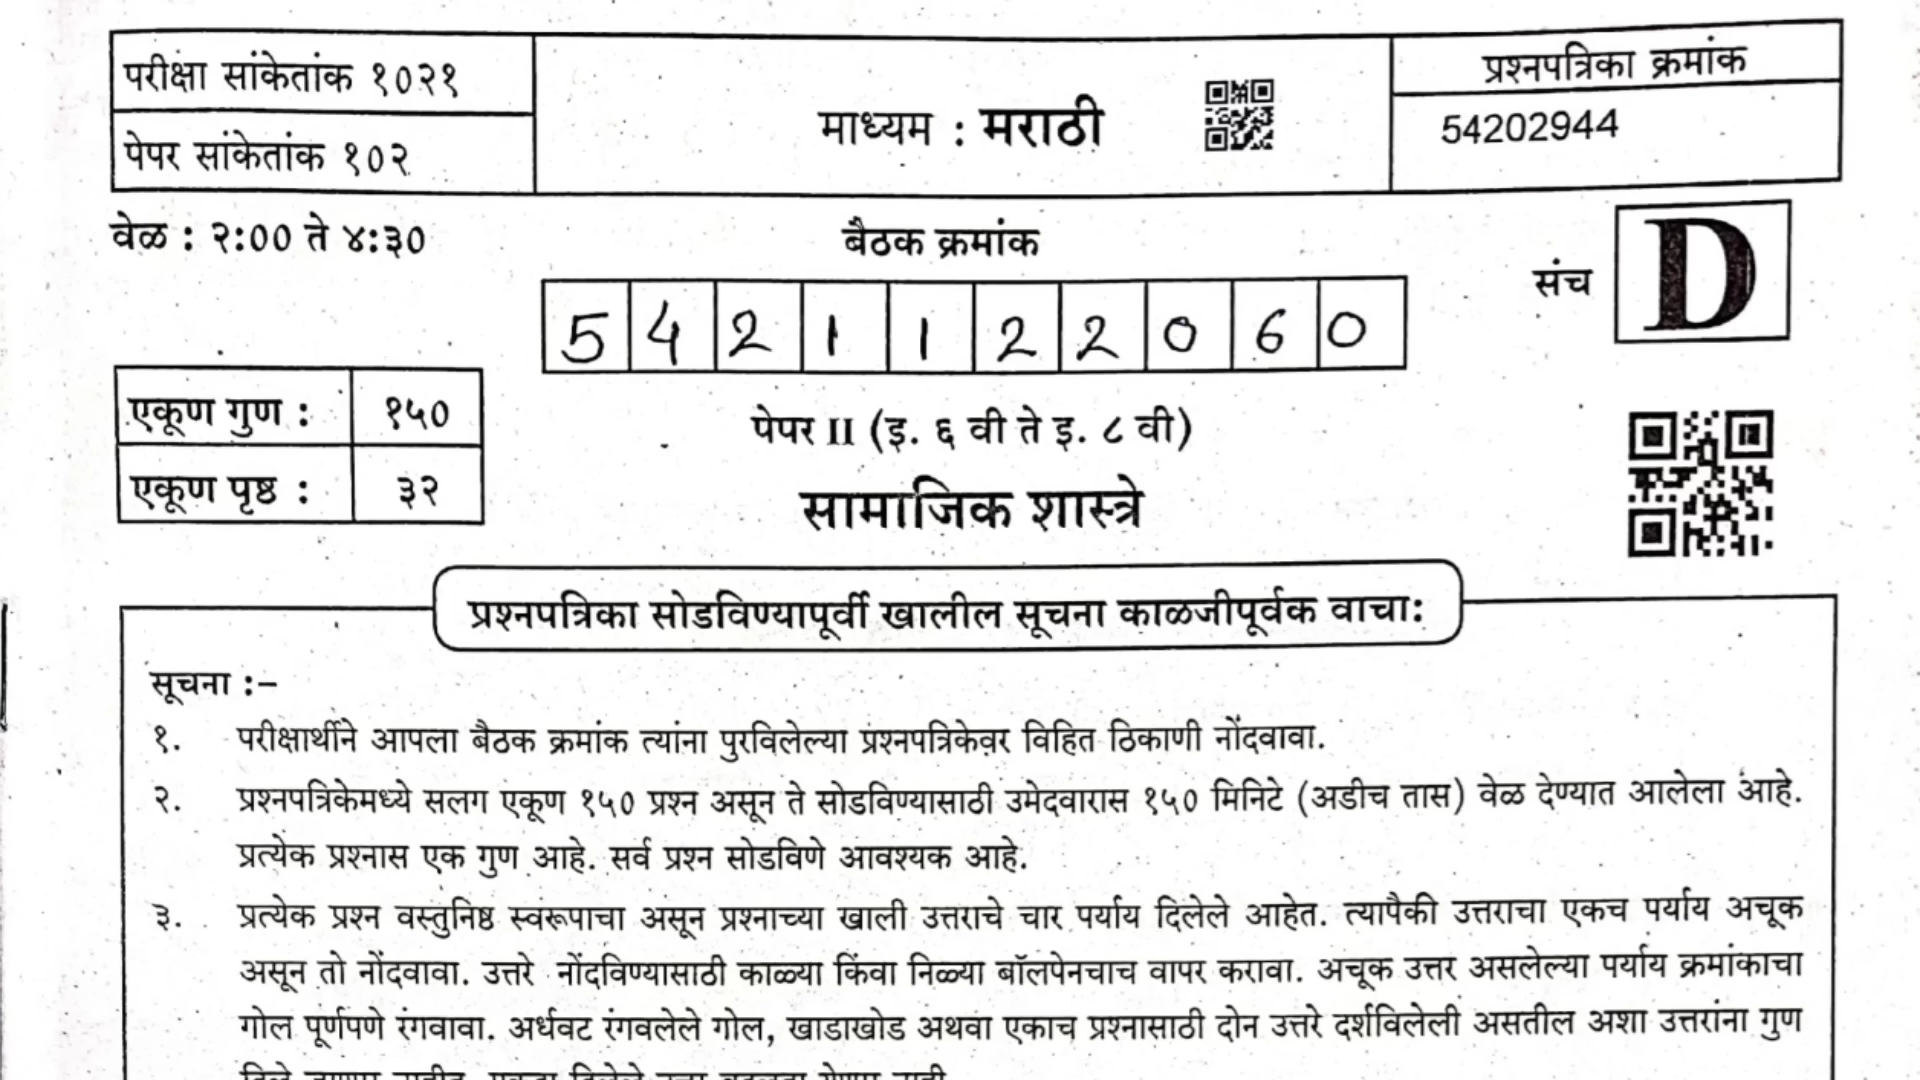 परीक्षा सांकेतांक १०२१
पेपर सांकेतांक १०२
माध्यम : मराठी
प्रश्नपत्रिका क्रमांक
54202944
वेळ : २:०० ते ४:३०
बैठक क्रमांक
संच D
5 4 2 1 1 2 2 0 6 0
एकूण गुण : १५०
एकूण पृष्ठ : ३२
पेपर II (इ. ६ वी ते इ. ८ वी)
सामाजिक शास्त्रे
प्रश्नपत्रिका सोडविण्यापूर्वी खालील सूचना काळजीपूर्वक वाचा:
सूचना :–
१. परीक्षार्थीने आपला बैठक क्रमांक त्यांना पुरविलेल्या प्रश्नपत्रिकेवर विहित ठिकाणी नोंदवावा.
२. प्रश्नपत्रिकेमध्ये सलग एकूण १५० प्रश्न असून ते सोडविण्यासाठी उमेदवारास १५० मिनिटे (अडीच तास) वेळ देण्यात आलेला आहे.
प्रत्येक प्रश्नास एक गुण आहे. सर्व प्रश्न सोडविणे आवश्यक आहे.
३. प्रत्येक प्रश्न वस्तुनिष्ठ स्वरूपाचा असून प्रश्नाच्या खाली उत्तराचे चार पर्याय दिलेले आहेत. त्यापैकी उत्तराचा एकच पर्याय अचूक
असून तो नोंदवावा. उत्तरे नोंदविण्यासाठी काळ्या किंवा निळ्या बॉलपेनचाच वापर करावा. अचूक उत्तर असलेल्या पर्याय क्रमांकाचा
गोल पूर्णपणे रंगवावा. अर्धवट रंगवलेले गोल, खाडाखोड अथवा एकाच प्रश्नासाठी दोन उत्तरे दर्शविलेली असतील अशा उत्तरांना गुण